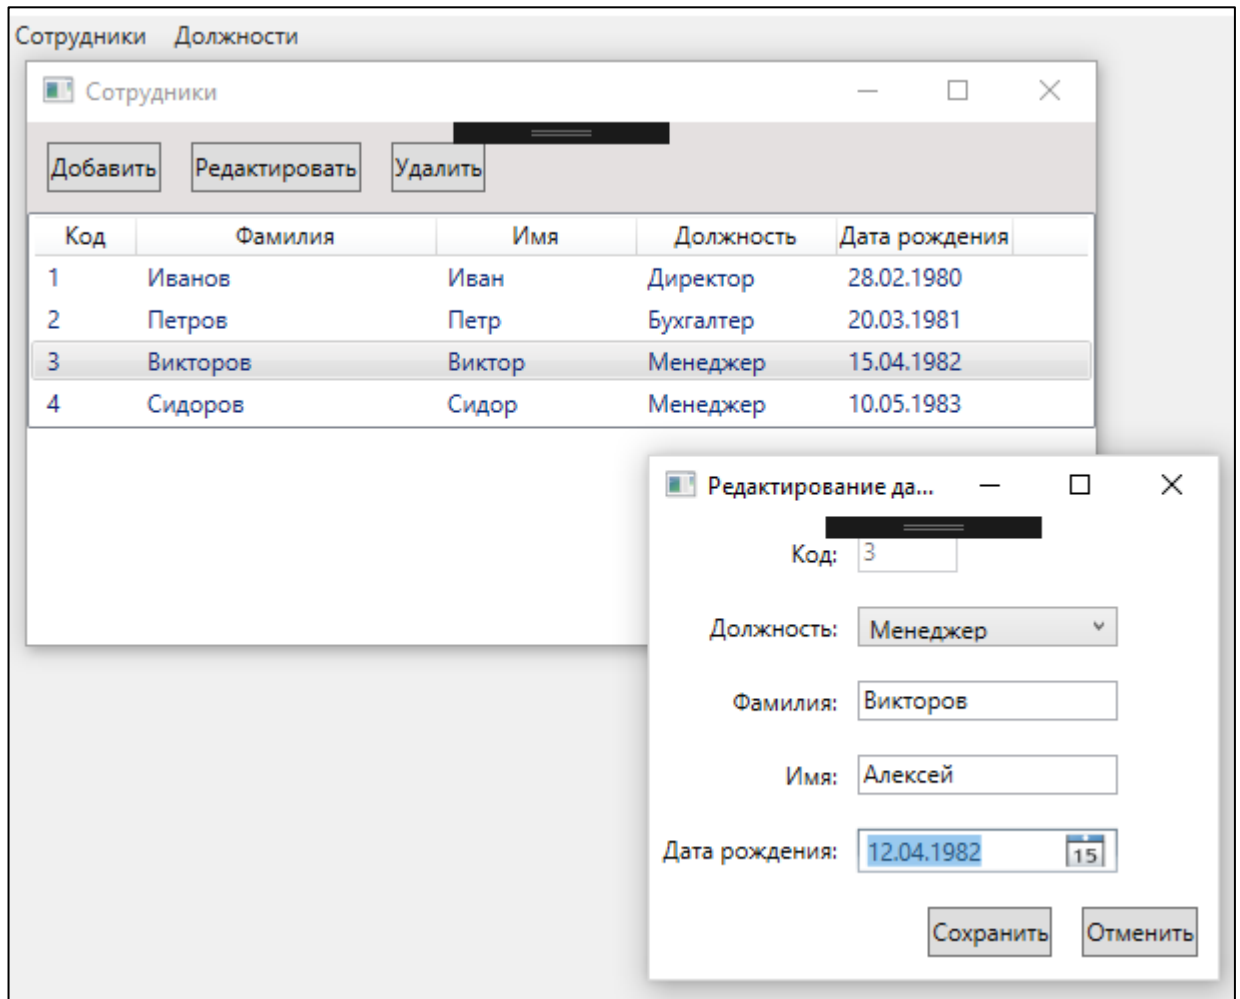 Сотрудники Должности
Сотрудники
Добавить Редактировать Удалить
Код Фамилия Имя Должность Дата рождения
1 Иванов Иван Директор 28.02.1980
2 Петров Петр Бухгалтер 20.03.1981
3 Викторов Виктор Менеджер 15.04.1982
4 Сидоров Сидор Менеджер 10.05.1983
Редактирование да...
Код: 3
Должность: Менеджер
Фамилия: Викторов
Имя: Алексей
Дата рождения: 12.04.1982 15
Сохранить Отменить